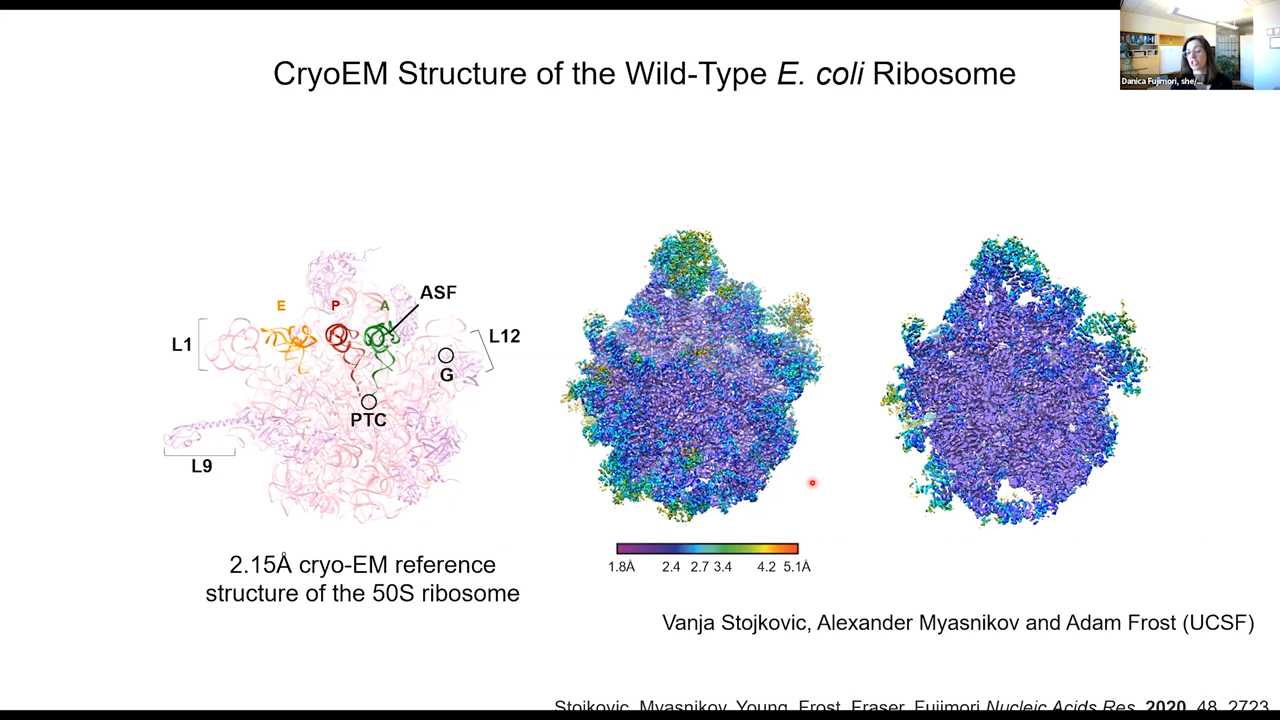 Danica Fujimori, she/...
CryoEM Structure of the Wild-Type E. coli Ribosome
ASF
E P A
L1
L12
G
PTC
L9
2.15Å cryo-EM reference
structure of the 50S ribosome
1.8Å 2.4 2.7 3.4 4.2 5.1Å
Vanja Stojkovic, Alexander Myasnikov and Adam Frost (UCSF)
Stojkovic, Myasnikov, Young, Frost, Fraser, Fujimori Nucleic Acids Res. 2020, 48, 2723